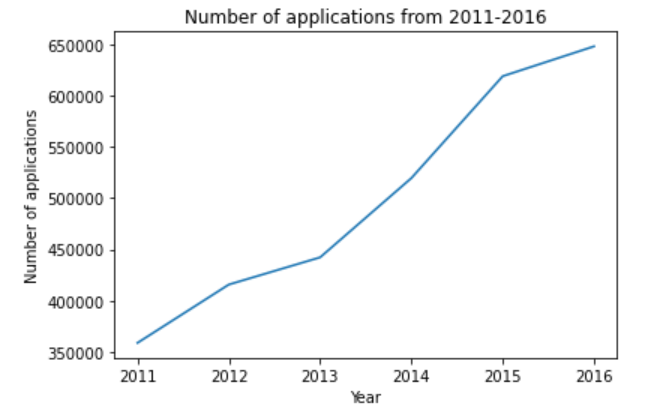 Number of applications from 2011-2016
650000
600000
550000
500000
450000
400000
350000
Number of applications
2011 2012 2013 2014 2015 2016
Year